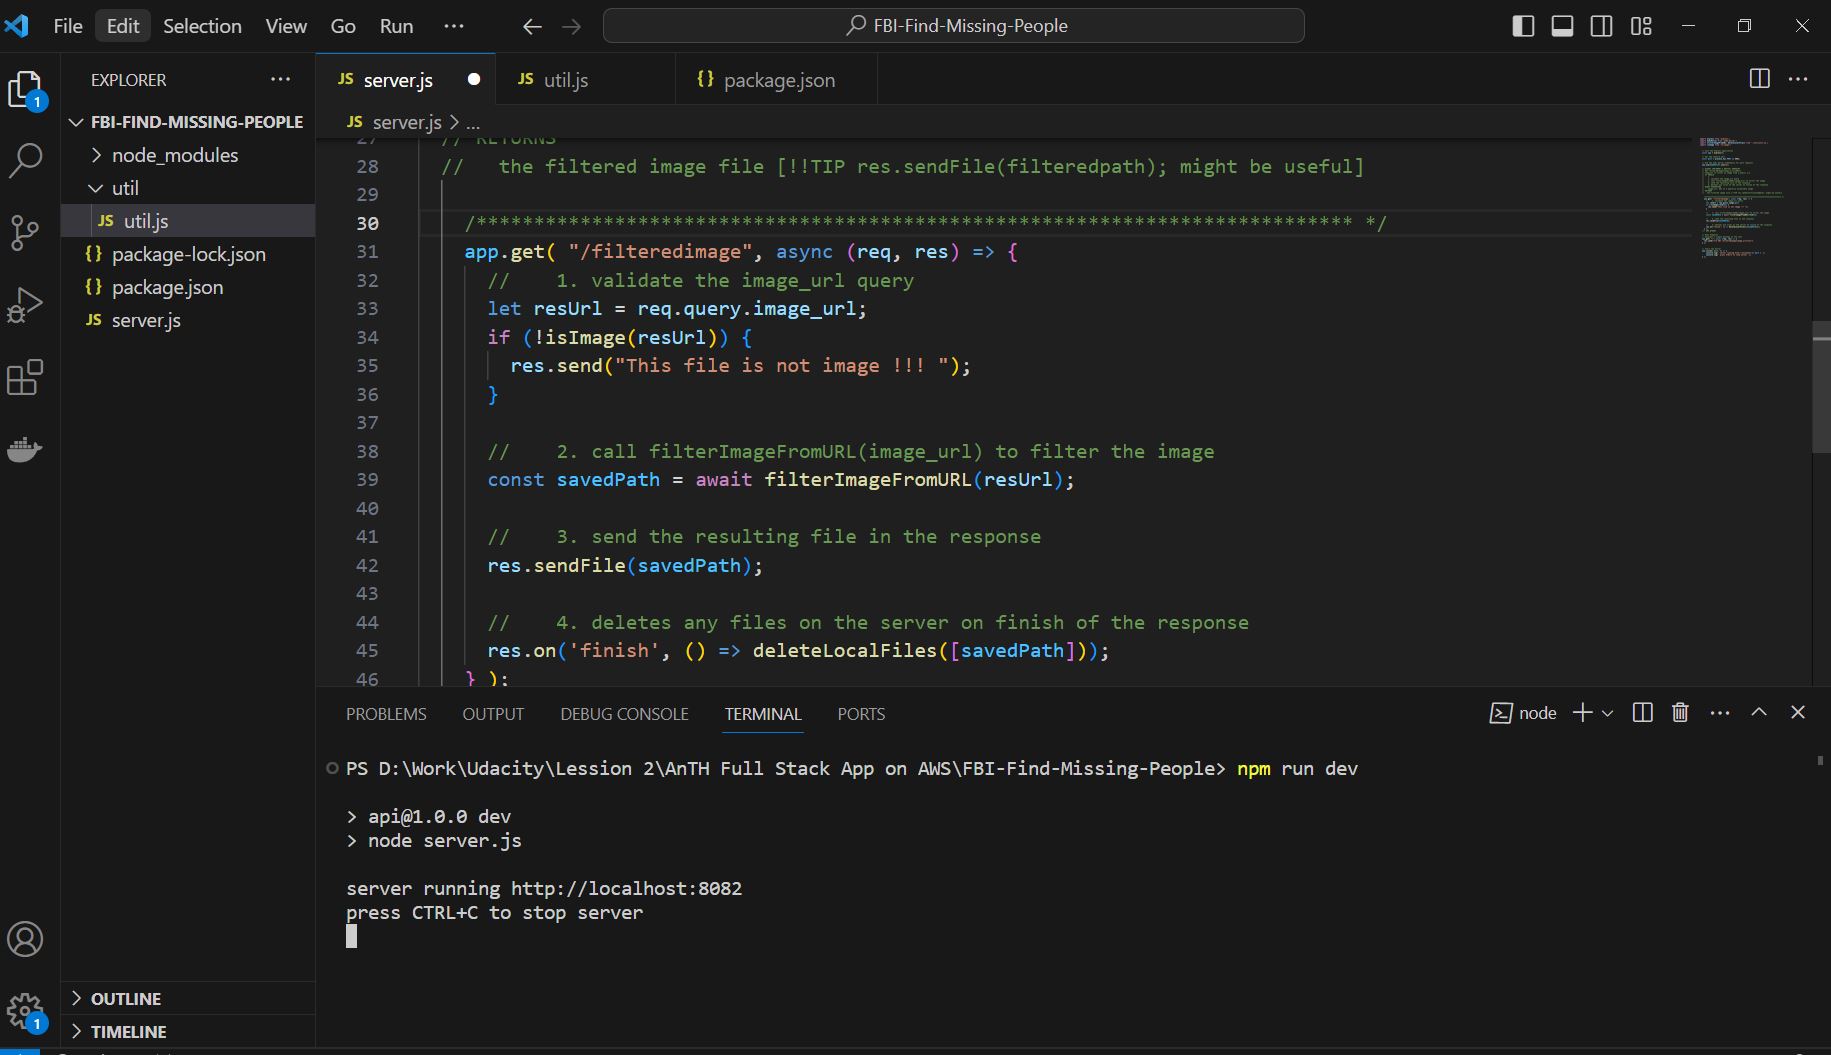 File Edit Selection View Go Run ··· FBI-Find-Missing-People
EXPLORER ···
FBI-FIND-MISSING-PEOPLE
node_modules
util
JS util.js
{} package-lock.json
{} package.json
JS server.js
OUTLINE
TIMELINE
1
1
JS server.js
JS util.js
{} package.json
JS server.js > ...
27 // RETURNS
28 // the filtered image file [!!TIP res.sendFile(filteredpath); might be useful]
29
30 /**************************************************************************** */
31 app.get( "/filteredimage", async (req, res) => {
32 // 1. validate the image_url query
33 let resUrl = req.query.image_url;
34 if (!isImage(resUrl)) {
35 res.send("This file is not image !!! ");
36 }
37
38 // 2. call filterImageFromURL(image_url) to filter the image
39 const savedPath = await filterImageFromURL(resUrl);
40
41 // 3. send the resulting file in the response
42 res.sendFile(savedPath);
43
44 // 4. deletes any files on the server on finish of the response
45 res.on('finish', () => deleteLocalFiles([savedPath]));
46 } );
PROBLEMS OUTPUT DEBUG CONSOLE TERMINAL PORTS node
PS D:\Work\Udacity\Lession 2\AnTH Full Stack App on AWS\FBI-Find-Missing-People> npm run dev
> api@1.0.0 dev
> node server.js
server running http://localhost:8082
press CTRL+C to stop server